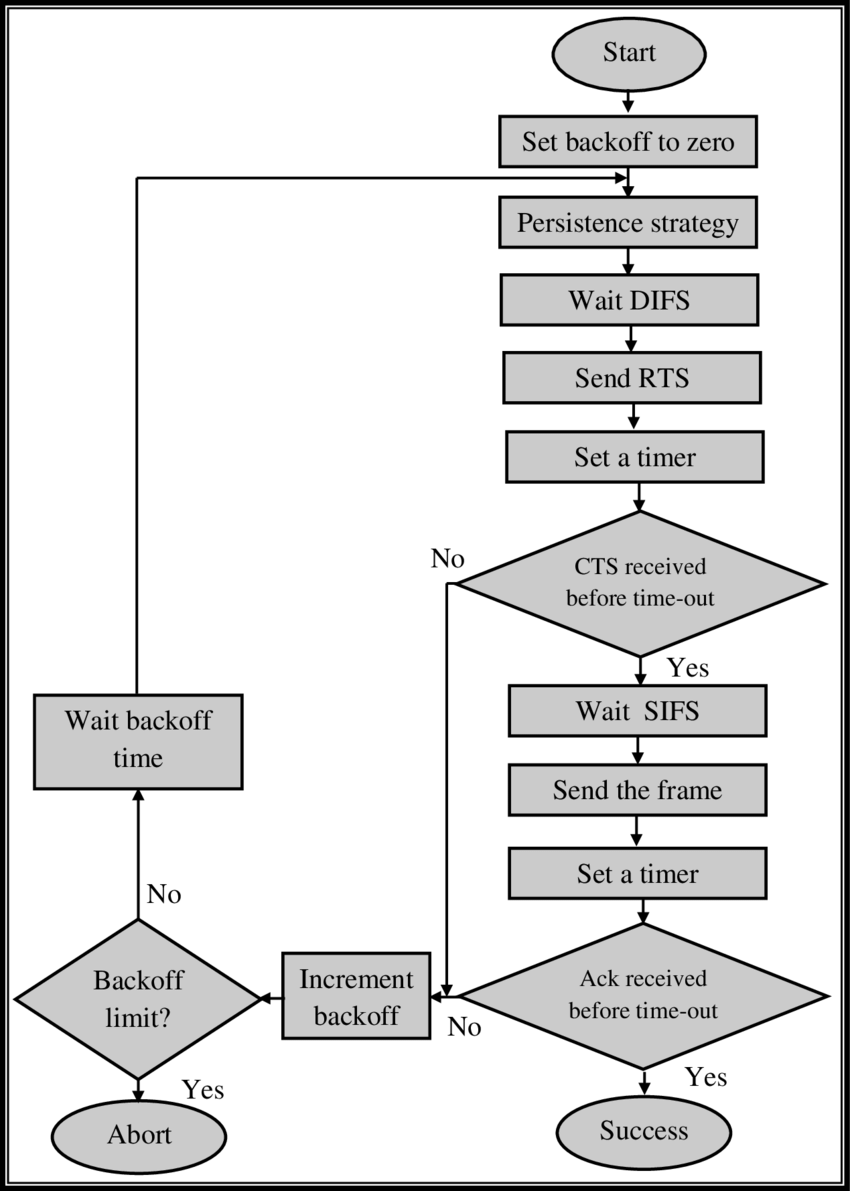 Start
Set backoff to zero
Persistence strategy
Wait DIFS
Send RTS
Set a timer
No
CTS received
before time-out
Yes
Wait backoff
time
Wait SIFS
Send the frame
Set a timer
No
Backoff
limit?
Increment
backoff
Ack received
before time-out
No
Yes
Yes
Abort
Success